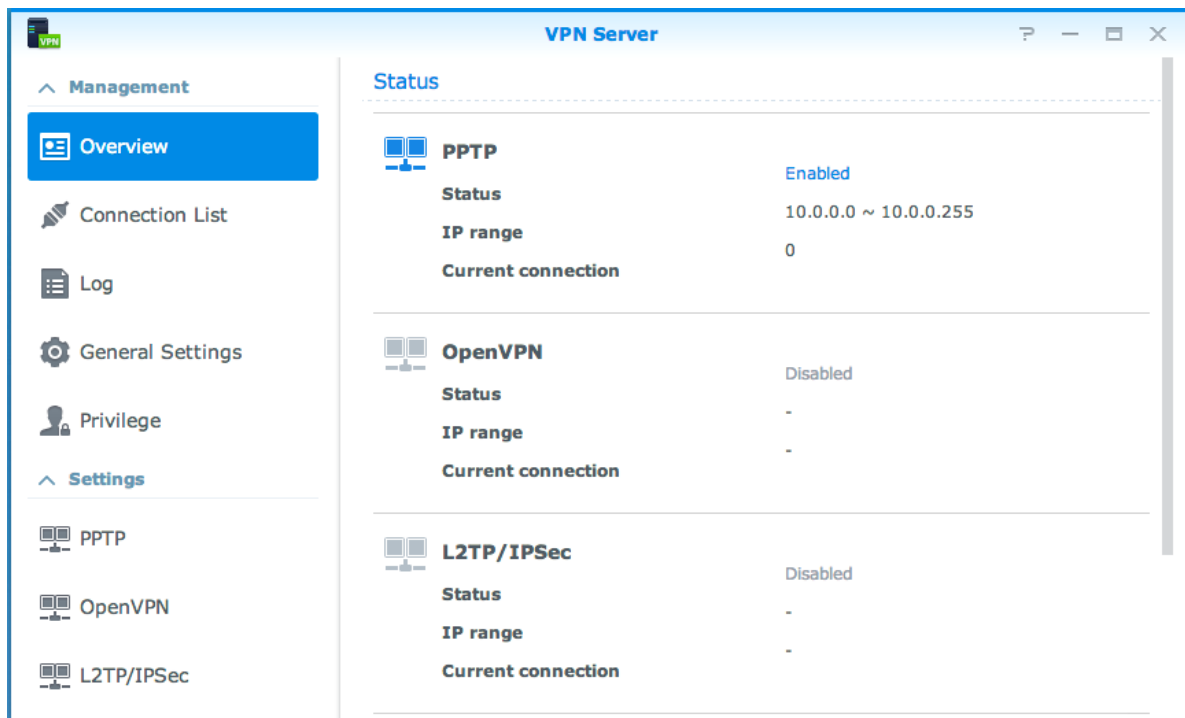 VPN
VPN Server
?
Management
Overview
Connection List
Log
General Settings
Privilege
Settings
PPTP
OpenVPN
L2TP/IPSec
Status
PPTP
Status
Enabled
IP range
10.0.0.0 ~ 10.0.0.255
Current connection
0
OpenVPN
Status
Disabled
IP range
-
Current connection
-
L2TP/IPSec
Status
Disabled
IP range
-
Current connection
-